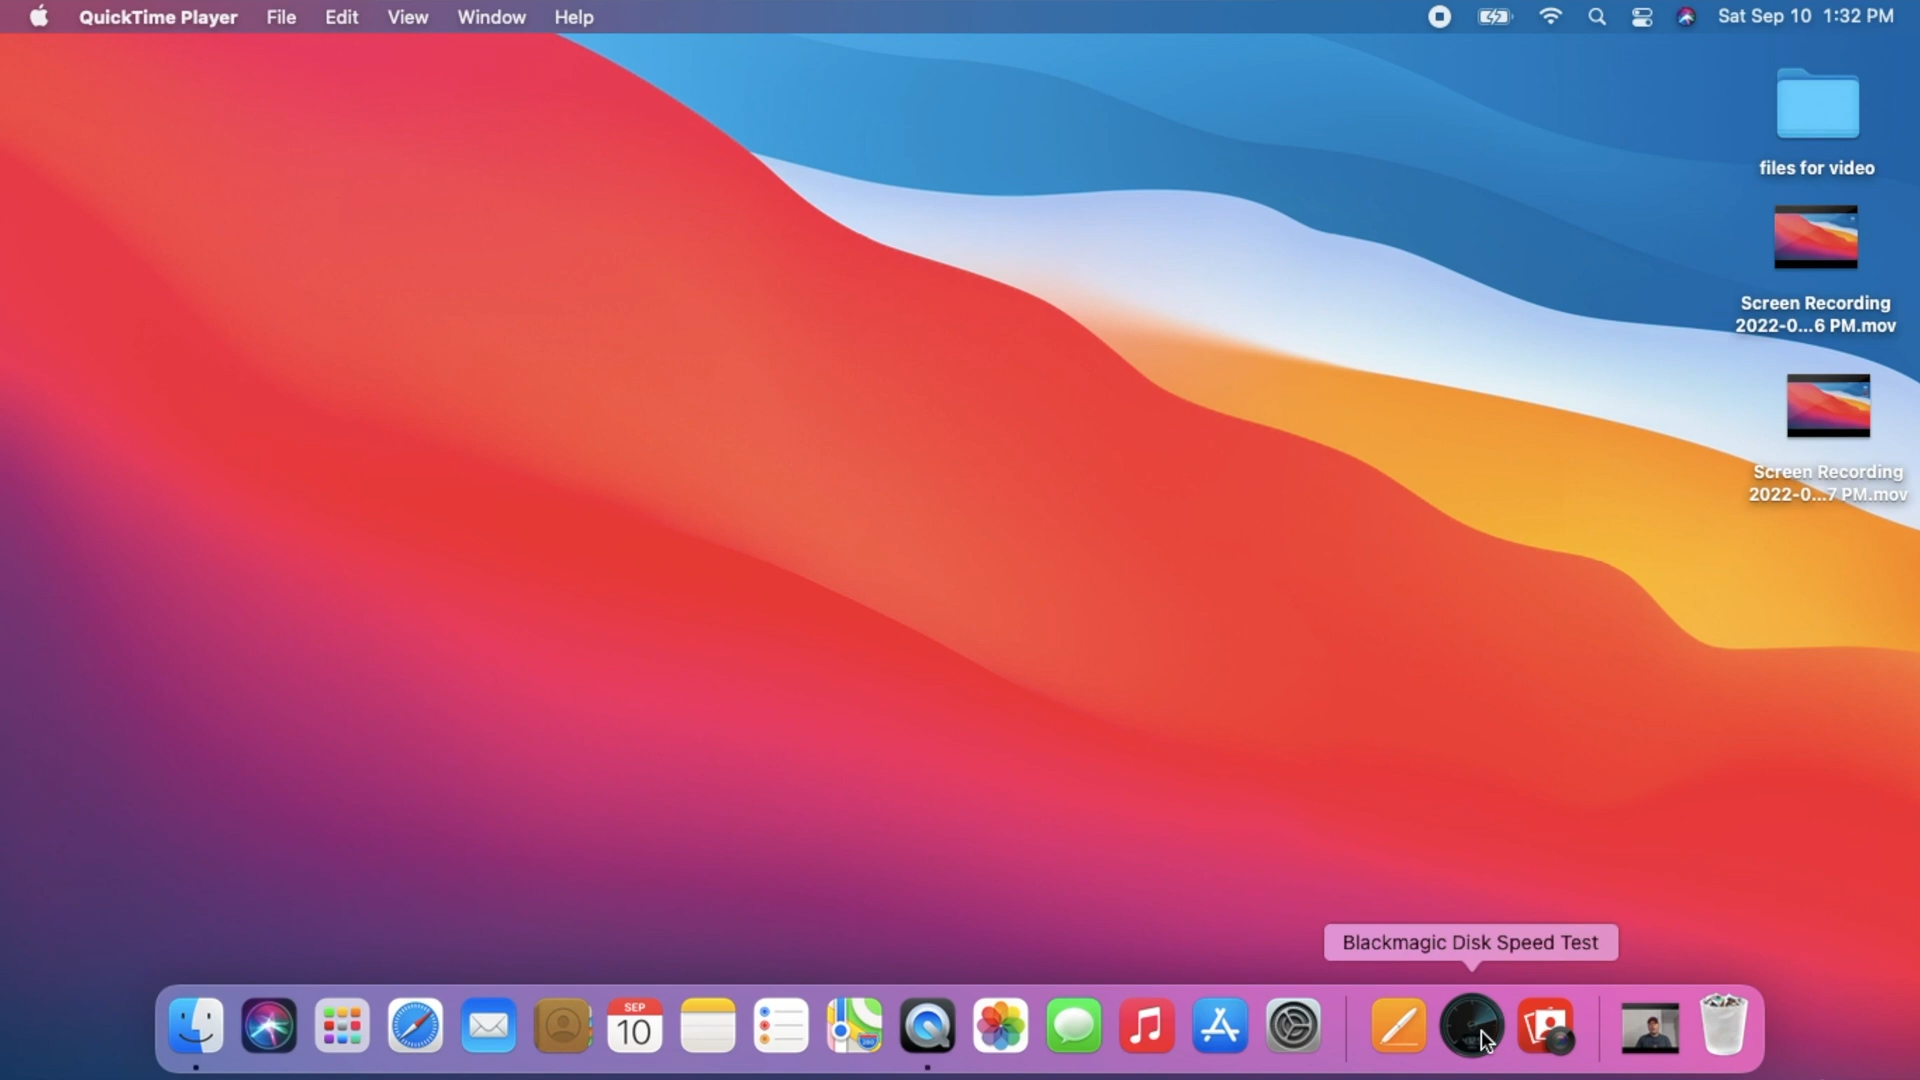 QuickTime Player File Edit View Window Help Sat Sep 10 1:32 PM
files for video
Screen Recording
2022-0...6 PM.mov
Screen Recording
2022-0...7 PM.mov
Blackmagic Disk Speed Test
SEP
10